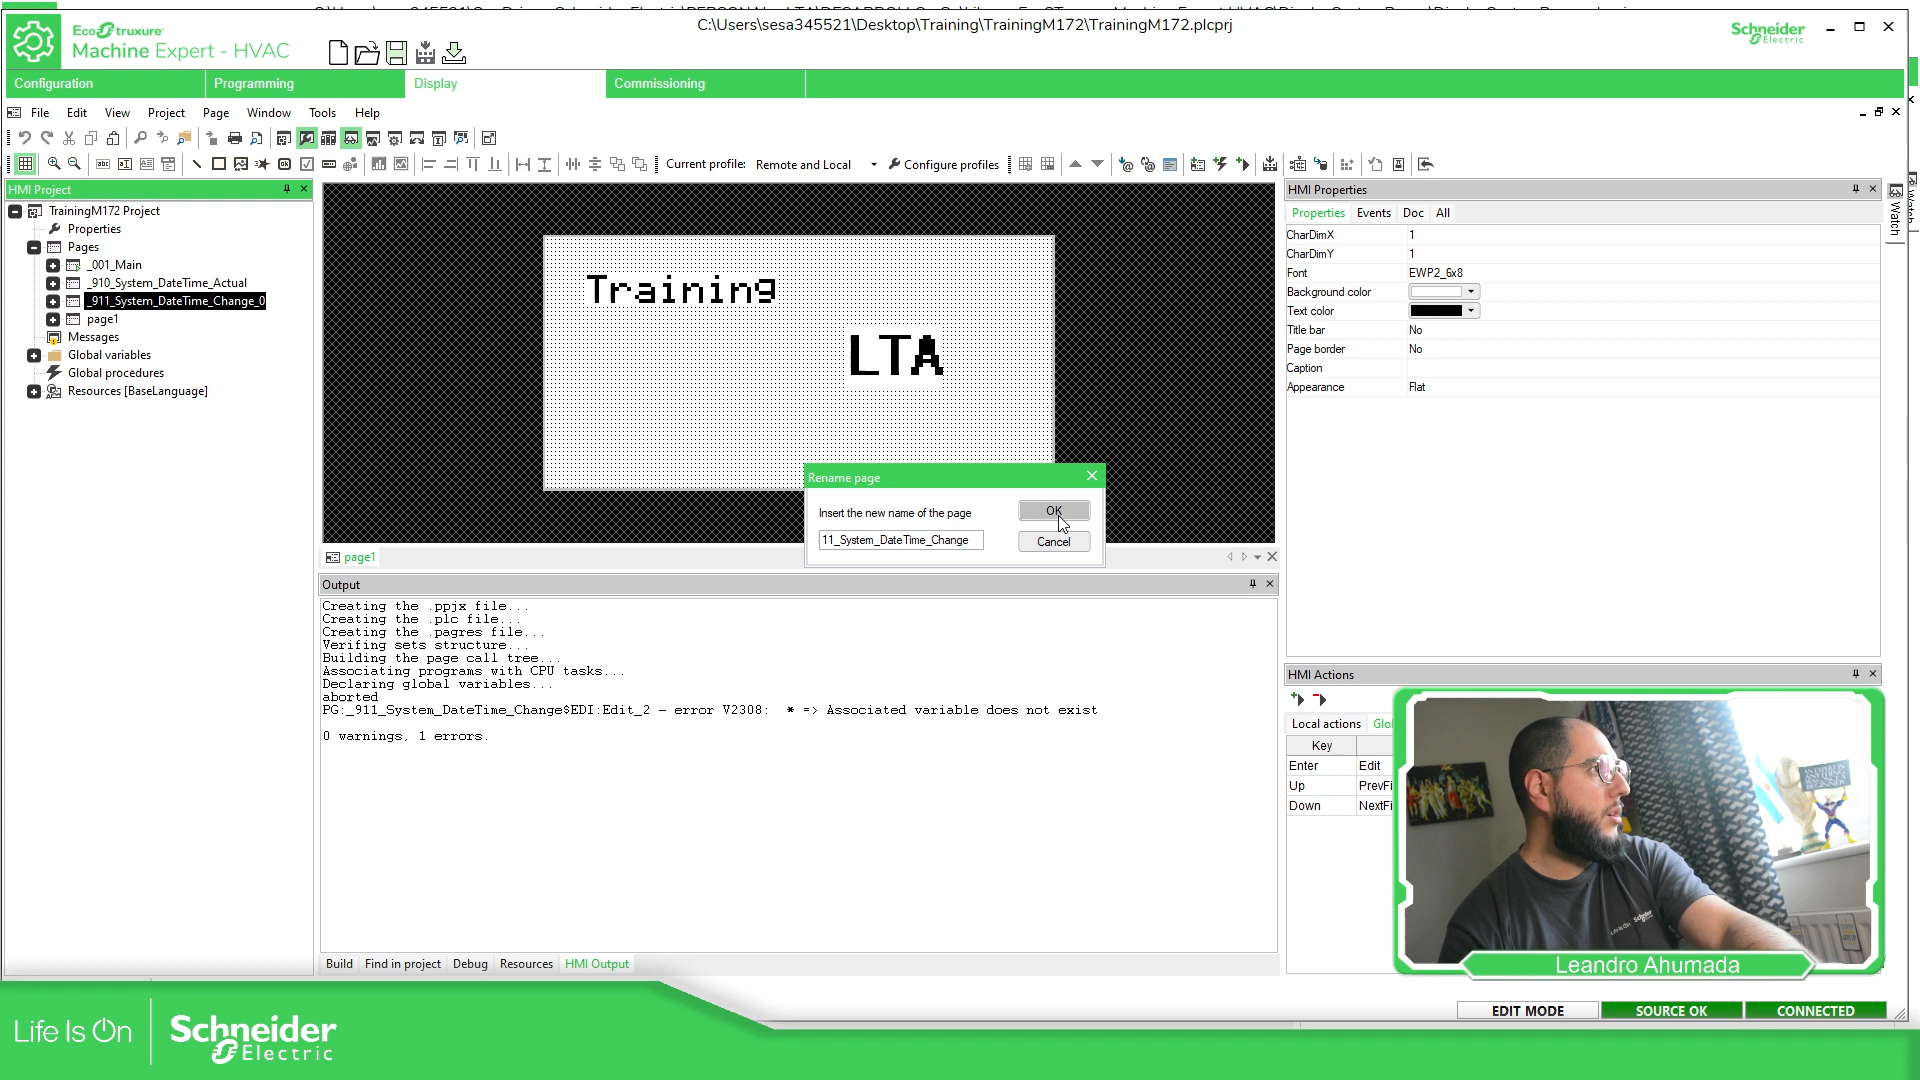 C:\Users\sesa345521\Desktop\Training\TrainingM172\TrainingM172.plcprj
EcoStruxure
Machine Expert - HVAC
Schneider
Electric
Configuration
Programming
Display
Commissioning
File Edit View Project Page Window Tools Help
Current profile: Remote and Local
Configure profiles
HMI Project
TrainingM172 Project
Properties
Pages
_001_Main
_910_System_DateTime_Actual
_911_System_DateTime_Change_0
page1
Messages
Global variables
Global procedures
Resources [BaseLanguage]
Training
LTA
Rename page
Insert the new name of the page
OK
11_System_DateTime_Change
Cancel
page1
Output
Creating the .ppjx file...
Creating the .plc file...
Creating the .pagres file...
Verifing sets structure...
Building the page call tree...
Associating programs with CPU tasks...
Declaring global variables...
aborted
PG:_911_System_DateTime_Change$EDI:Edit_2 - error V2308: * => Associated variable does not exist
0 warnings, 1 errors.
Build Find in project Debug Resources HMI Output
HMI Properties
Properties Events Doc All
CharDimX 1
CharDimY 1
Font EWP2_6x8
Background color
Text color
Title bar No
Page border No
Caption
Appearance Flat
Watch
HMI Actions
Local actions Glo
Key
Enter Edit
Up PrevFi
Down NextFi
Leandro Ahumada
EDIT MODE
SOURCE OK
CONNECTED
Life Is On
Schneider
Electric